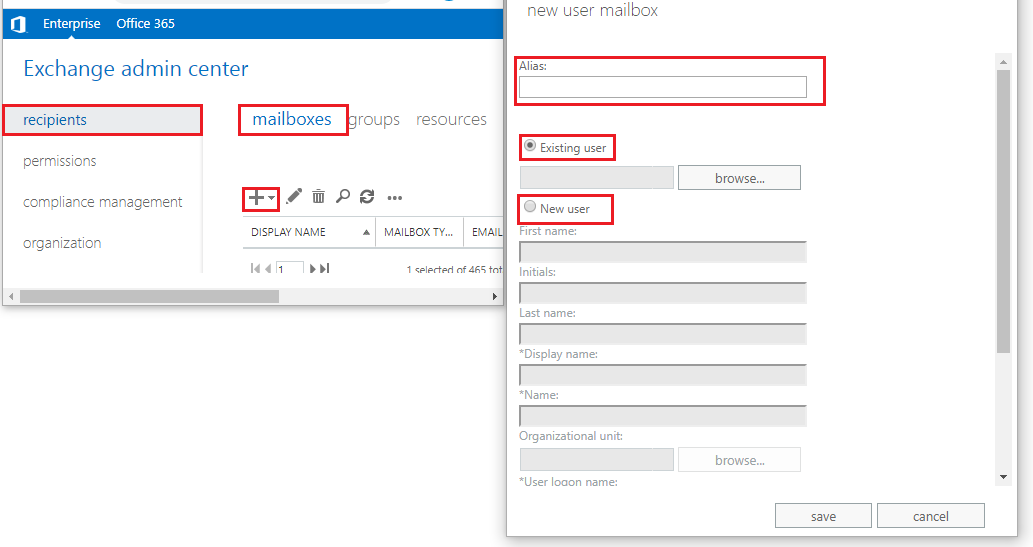 Enterprise Office 365
Exchange admin center
recipients
permissions
compliance management
organization
mailboxes groups resources
DISPLAY NAME MAILBOX TY... EMAIL
1 1 selected of 465 tot
new user mailbox
Alias:
Existing user
browse...
New user
First name:
Initials:
Last name:
*Display name:
*Name:
Organizational unit:
browse...
*User logon name:
save cancel